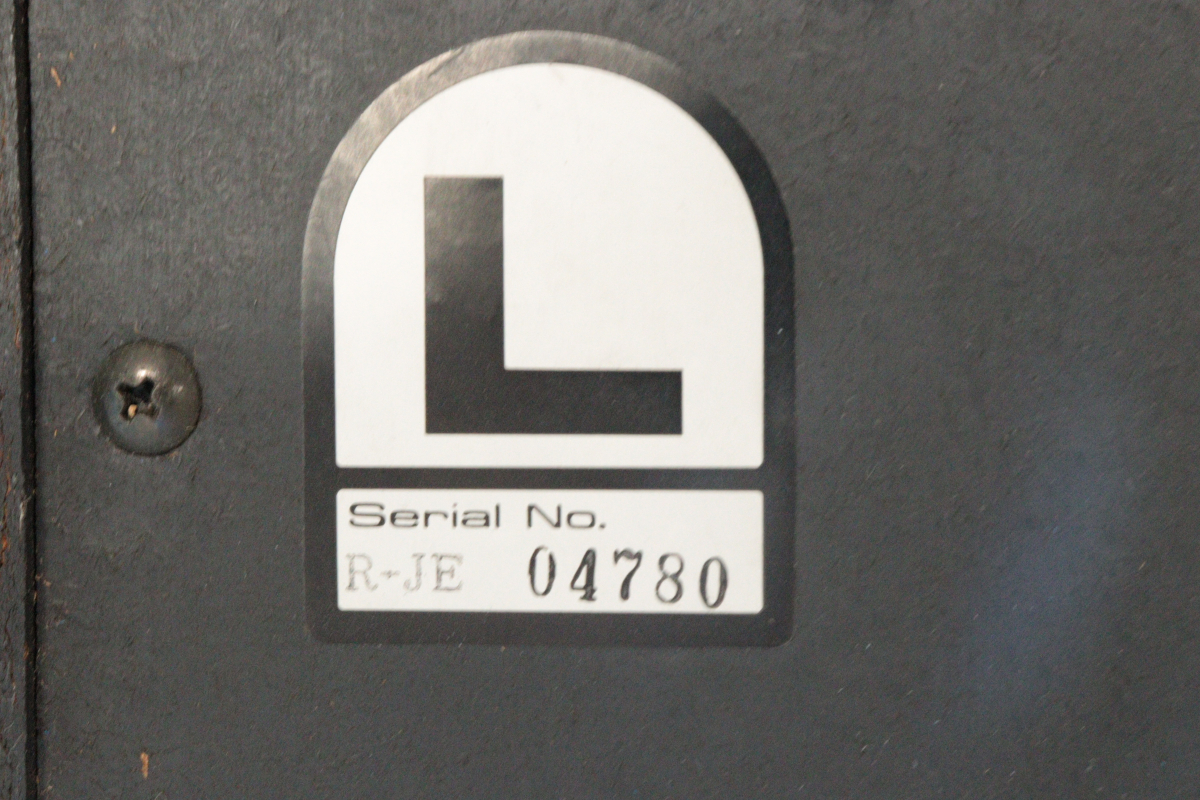 L
Serial No.
R-JE 04780